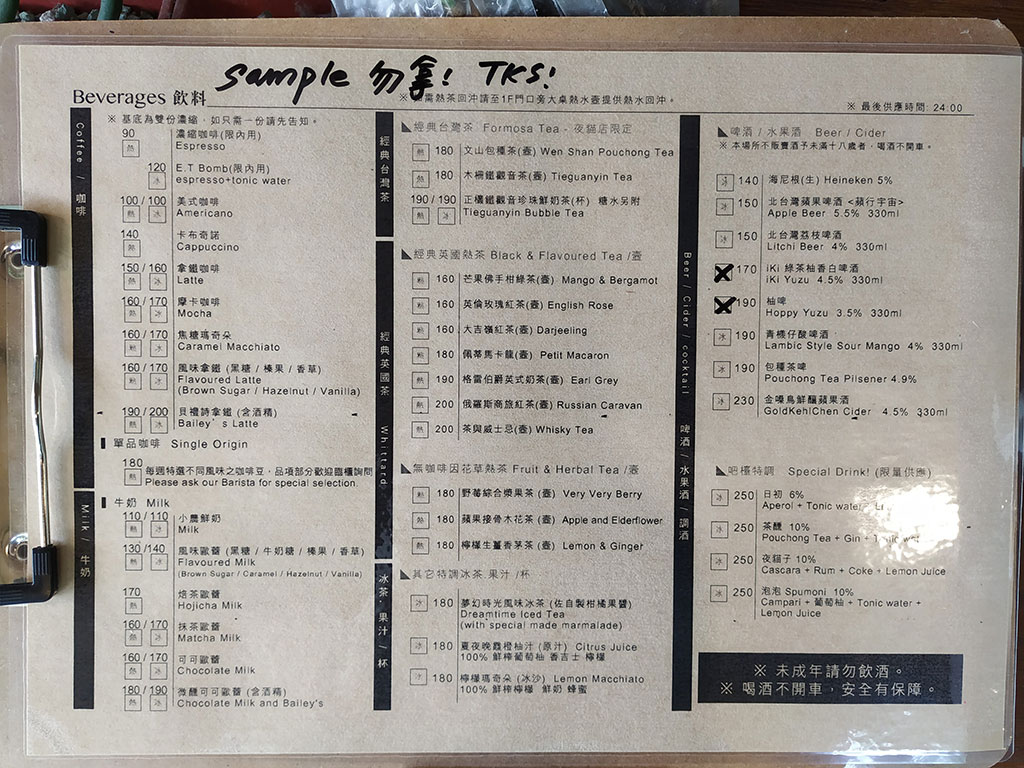 sample 勿拿! TKS!
Beverages 飲料
※ 如需熱茶回沖請至1F門口旁大桌熱水壺提供熱水回沖。
※ 最後供應時間: 24:00
Coffee / 咖啡
※ 基底為雙份濃縮，如只需一份請先告知。
90 濃縮咖啡(限內用)
熱 Espresso
120 E.T Bomb(限內用)
冰 espresso+tonic water
100 / 100 美式咖啡
熱 冰 Americano
140 卡布奇諾
熱 Cappuccino
150 / 160 拿鐵咖啡
熱 冰 Latte
160 / 170 摩卡咖啡
熱 冰 Mocha
160 / 170 焦糖瑪奇朵
熱 冰 Caramel Macchiato
160 / 170 風味拿鐵 (黑糖 / 榛果 / 香草)
熱 冰 Flavoured Latte
(Brown Sugar / Hazelnut / Vanilla)
190 / 200 貝禮詩拿鐵 (含酒精)
熱 冰 Bailey's Latte
單品咖啡 Single Origin
180 每週特選不同風味之咖啡豆，品項部分歡迎臨櫃詢問
熱 Please ask our Barista for special selection.
Milk / 牛奶
牛奶 Milk
110 / 110 小農鮮奶
熱 冰 Milk
130 /140 風味歐蕾 (黑糖 / 牛奶糖 / 榛果 / 香草)
熱 冰 Flavoured Milk
(Brown Sugar / Caramel / Hazelnut / Vanilla)
170 焙茶歐蕾
熱 Hojicha Milk
160 / 170 抹茶歐蕾
熱 冰 Matcha Milk
160 / 170 可可歐蕾
熱 冰 Chocolate Milk
180 / 190 微醺可可歐蕾 (含酒精)
熱 冰 Chocolate Milk and Bailey's
經典台灣茶
經典台灣茶 Formosa Tea - 夜貓店限定
熱 180 文山包種茶(壺) Wen Shan Pouchong Tea
熱 180 木柵鐵觀音茶(壺) Tieguanyin Tea
190 / 190 正欉鐵觀音珍珠鮮奶茶(杯) 糖水另附
熱 冰 Tieguanyin Bubble Tea
經典英國茶 Whittard
經典英國熱茶 Black & Flavoured Tea /壺
熱 160 芒果佛手柑綠茶(壺) Mango & Bergamot
熱 160 英倫玫瑰紅茶(壺) English Rose
熱 160 大吉嶺紅茶(壺) Darjeeling
熱 180 佩蒂馬卡龍(壺) Petit Macaron
熱 190 格雷伯爵英式奶茶(壺) Earl Grey
熱 200 俄羅斯商旅紅茶(壺) Russian Caravan
熱 200 茶與威士忌(壺) Whisky Tea
無咖啡因花草熱茶 Fruit & Herbal Tea /壺
熱 180 野莓綜合漿果茶 (壺) Very Very Berry
熱 180 蘋果接骨木花茶 (壺) Apple and Elderflower
熱 180 檸檬生薑香茅茶 (壺) Lemon & Ginger
冰茶．果汁 / 杯
其它特調冰茶.果汁 /杯
冰 180 夢幻時光風味冰茶 (佐自製柑橘果醬)
Dreamtime Iced Tea
(with special made marmalade)
冰 180 夏夜晚霞橙柚汁 (原汁) Citrus Juice
100% 鮮榨葡萄柚 香吉士 檸檬
冰 180 檸檬瑪奇朵 (冰沙) Lemon Macchiato
100% 鮮榨檸檬 鮮奶 蜂蜜
Beer / Cider / cocktail 啤酒 / 水果酒 / 調酒
啤酒 / 水果酒 Beer / Cider
※ 本場所不販賣酒予未滿十八歲者，喝酒不開車。
冰 140 海尼根(生) Heineken 5%
冰 150 北台灣蘋果啤酒 <蘋行宇宙>
Apple Beer 5.5% 330ml
冰 150 北台灣荔枝啤酒
Litchi Beer 4% 330ml
170 iKi 綠茶柚香白啤酒
iKi Yuzu 4.5% 330ml
190 柚啤
Hoppy Yuzu 3.5% 330ml
冰 190 青檨仔酸啤酒
Lambic Style Sour Mango 4% 330ml
冰 190 包種茶啤
Pouchong Tea Pilsener 4.9%
冰 230 金嗓鳥鮮釀蘋果酒
GoldKehlChen Cider 4.5% 330ml
吧檯特調 Special Drink! (限量供應)
冰 250 日初 6%
Aperol + Tonic water +
冰 250 茶醺 10%
Pouchong Tea + Gin +
冰 250 夜貓子 10%
Cascara + Rum + Coke + Lemon Juice
冰 250 泡泡 Spumoni 10%
Campari + 葡萄柚 + Tonic water +
Lemon Juice
※ 未成年請勿飲酒。
※ 喝酒不開車，安全有保障。